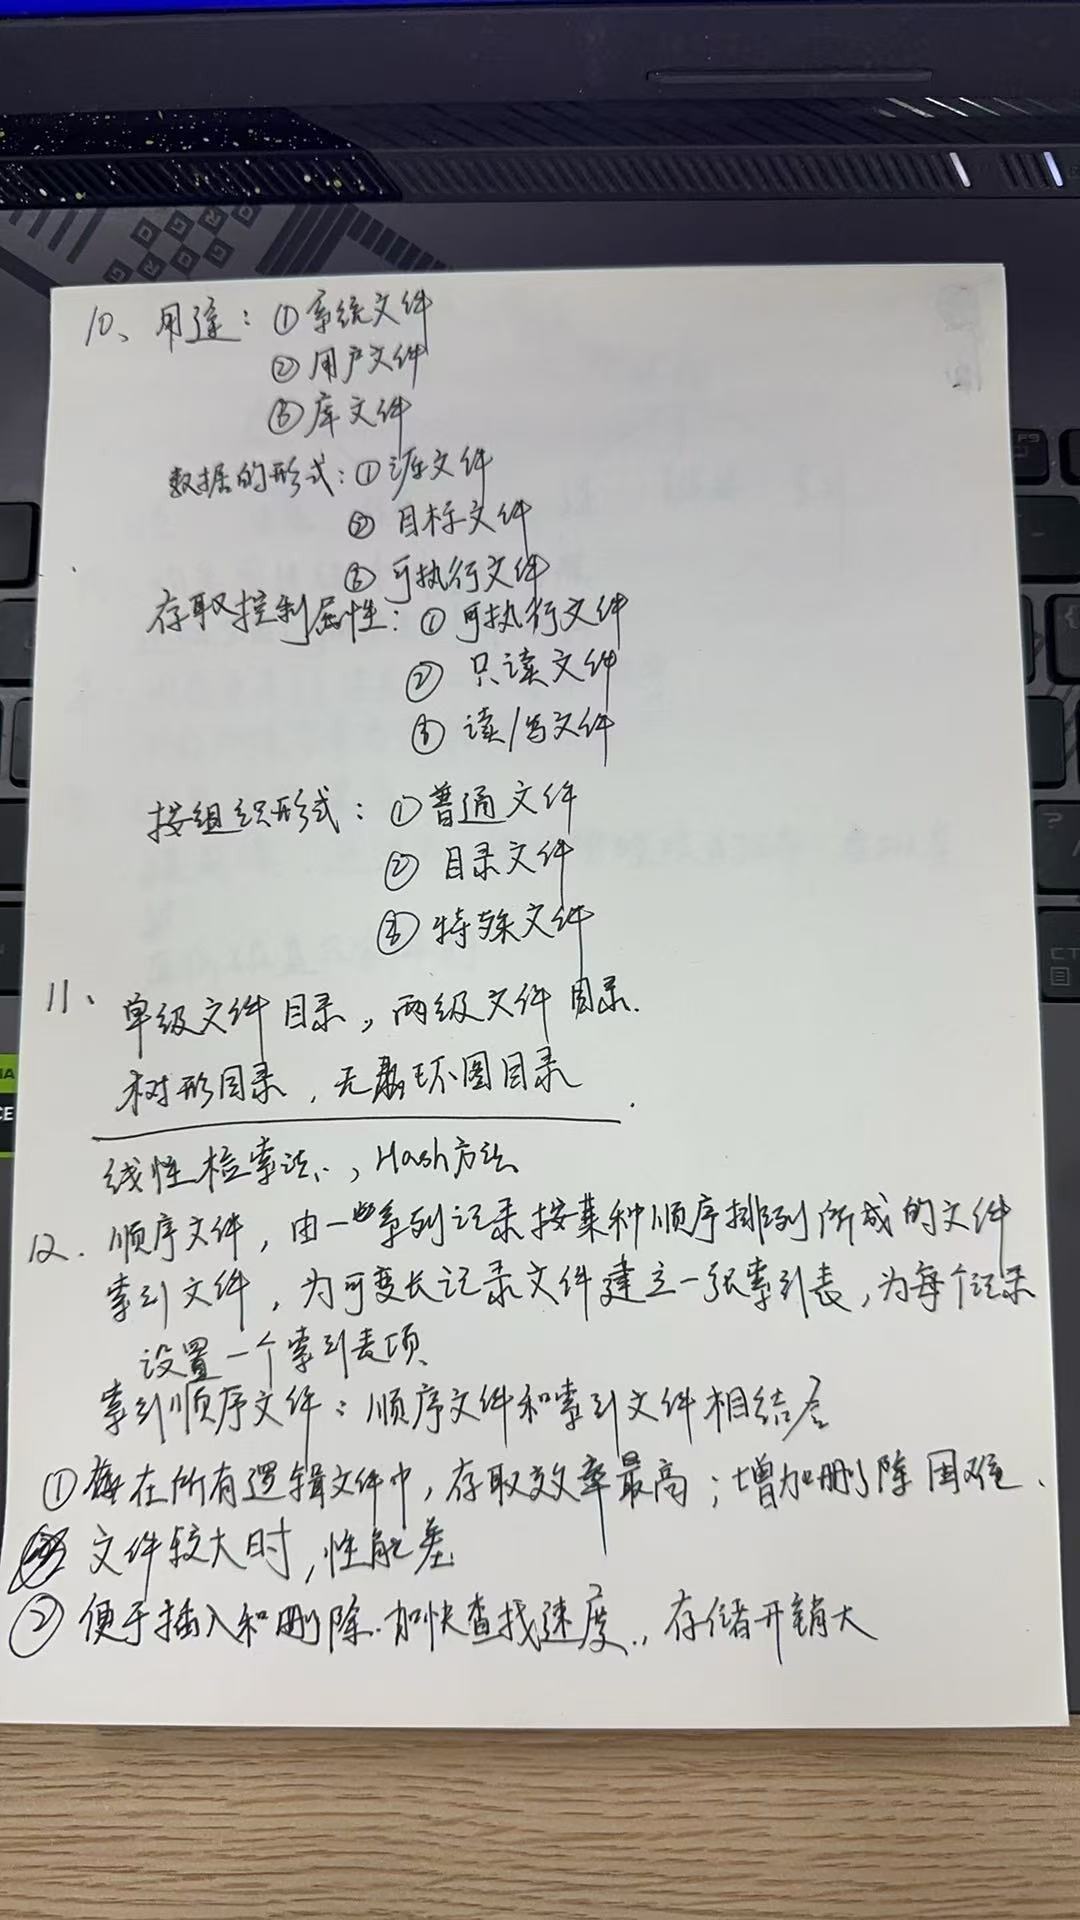 10、用途：①系统文件
②用户文件
③库文件
数据的形式：①源文件
②目标文件
③可执行文件
存取控制属性：①可执行文件
②只读文件
③读/写文件
按组织形式：①普通文件
②目录文件
③特殊文件
11、单级文件目录，两级文件目录.
树形目录，无环图目录.
线性检索法，Hash方法
12. 顺序文件，由一系列记录按某种顺序排列所成的文件
索引文件，为可变长记录文件建立一张索引表，为每个记录
设置一个索引表项
索引顺序文件：顺序文件和索引文件相结合
①在所有逻辑文件中，存取效率最高；增加删除困难.
文件较大时，性能差
②便于插入和删除.加快查找速度.，存储开销大
F9
?
CT